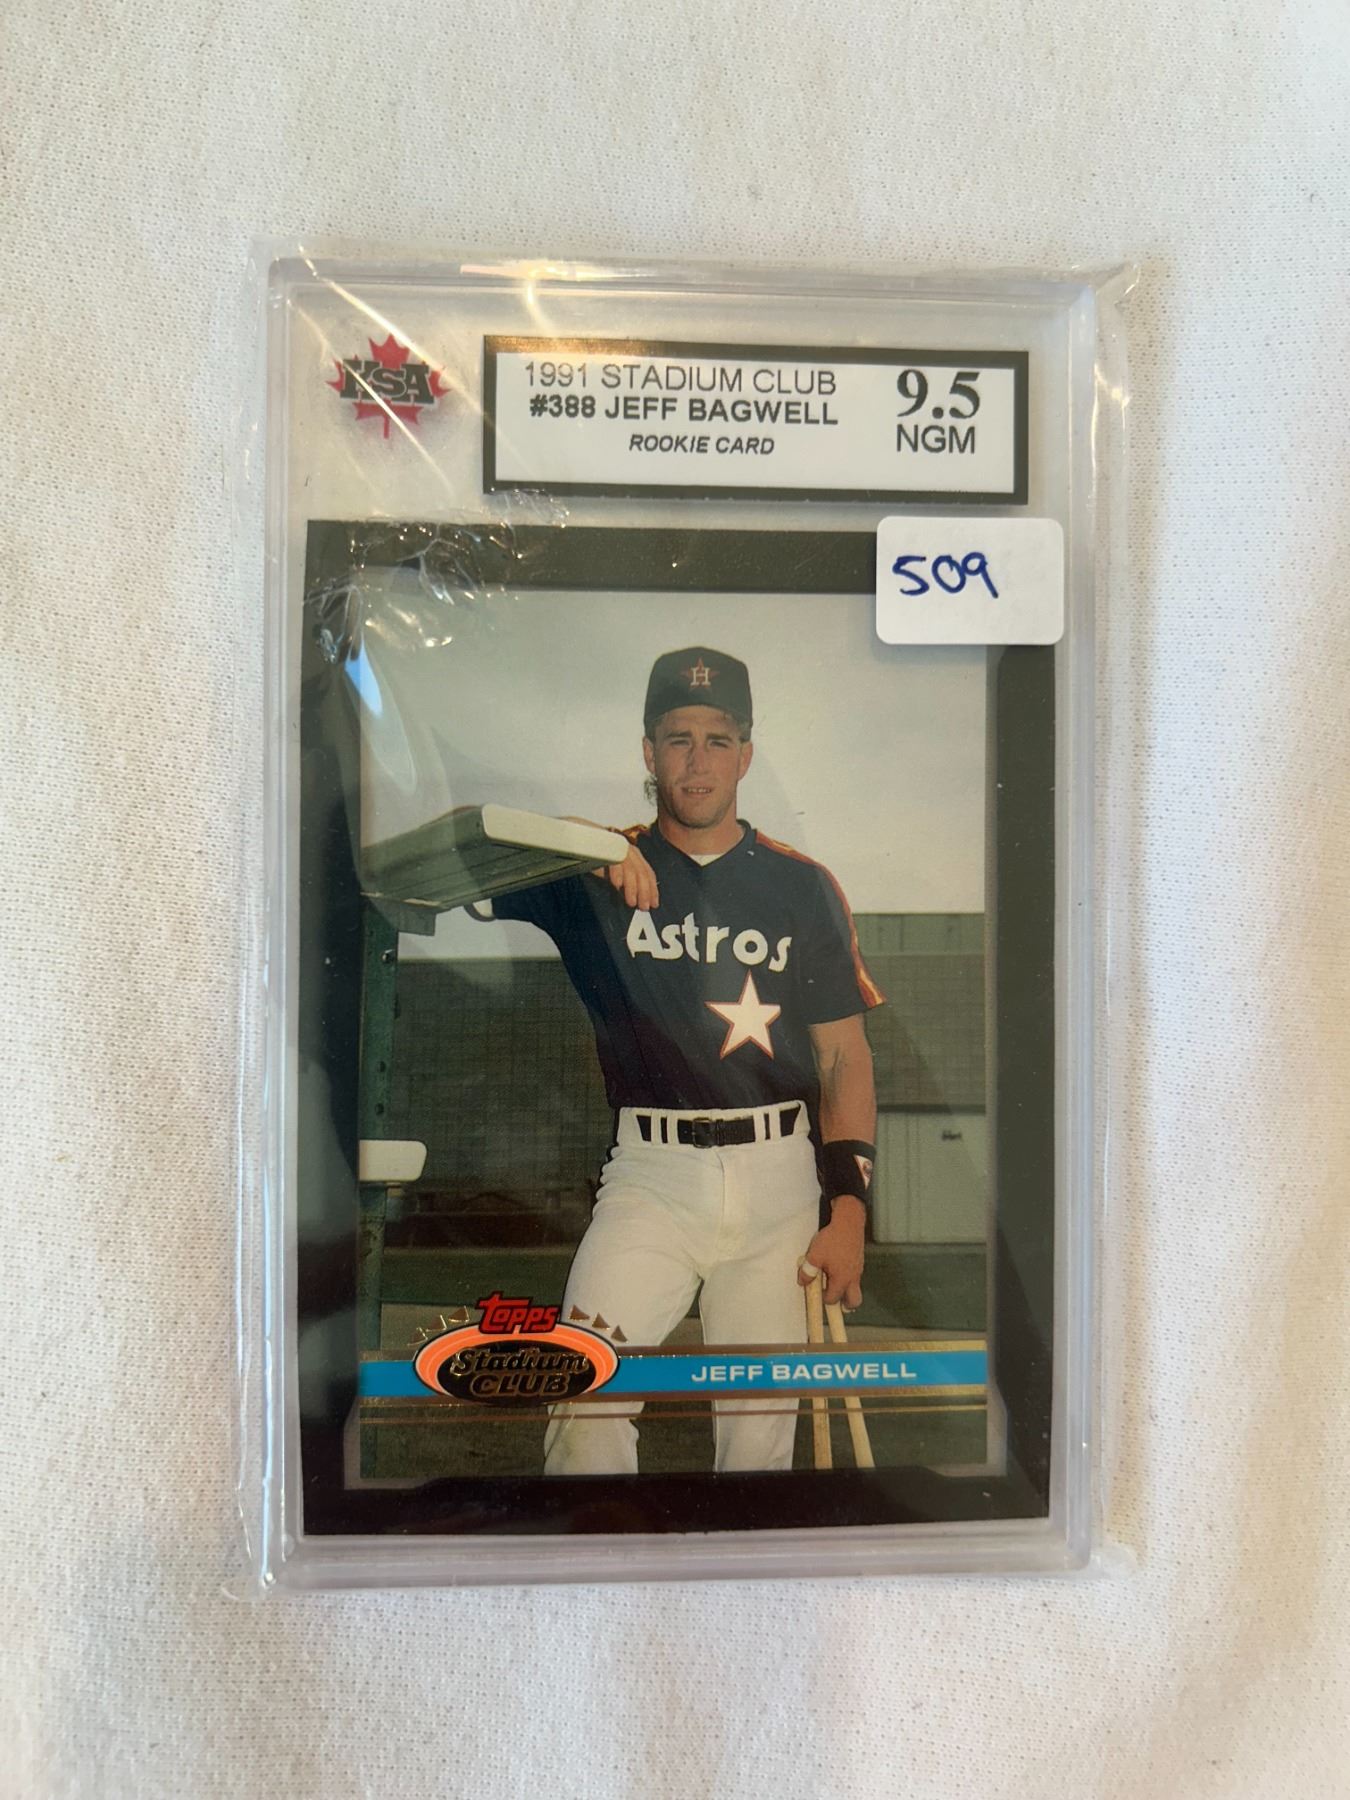 KSA
1991 STADIUM CLUB
#388 JEFF BAGWELL
ROOKIE CARD
9.5
NGM
509
H
Astros
Topps
Stadium
CLUB
JEFF BAGWELL